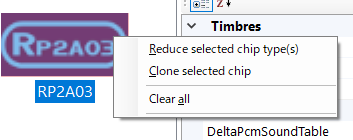 Timbres
RP2A03
RP2A03
Reduce selected chip type(s)
Clone selected chip
Clear all
DeltaPcmSoundTable